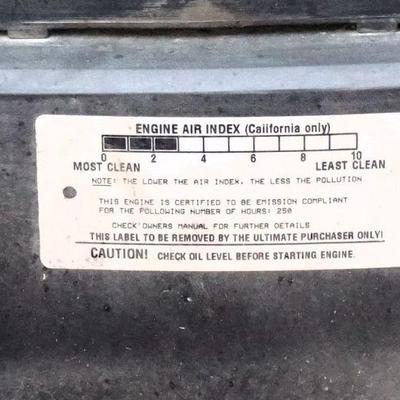 ENGINE AIR INDEX (California only)
0 2 4 6 8 10
MOST CLEAN LEAST CLEAN
NOTE: THE LOWER THE AIR INDEX, THE LESS THE POLLUTION
THIS ENGINE IS CERTIFIED TO BE EMISSION COMPLIANT
FOR THE FOLLOWING NUMBER OF HOURS: 250
CHECK OWNERS MANUAL FOR FURTHER DETAILS
THIS LABEL TO BE REMOVED BY THE ULTIMATE PURCHASER ONLY!
CAUTION! CHECK OIL LEVEL BEFORE STARTING ENGINE.